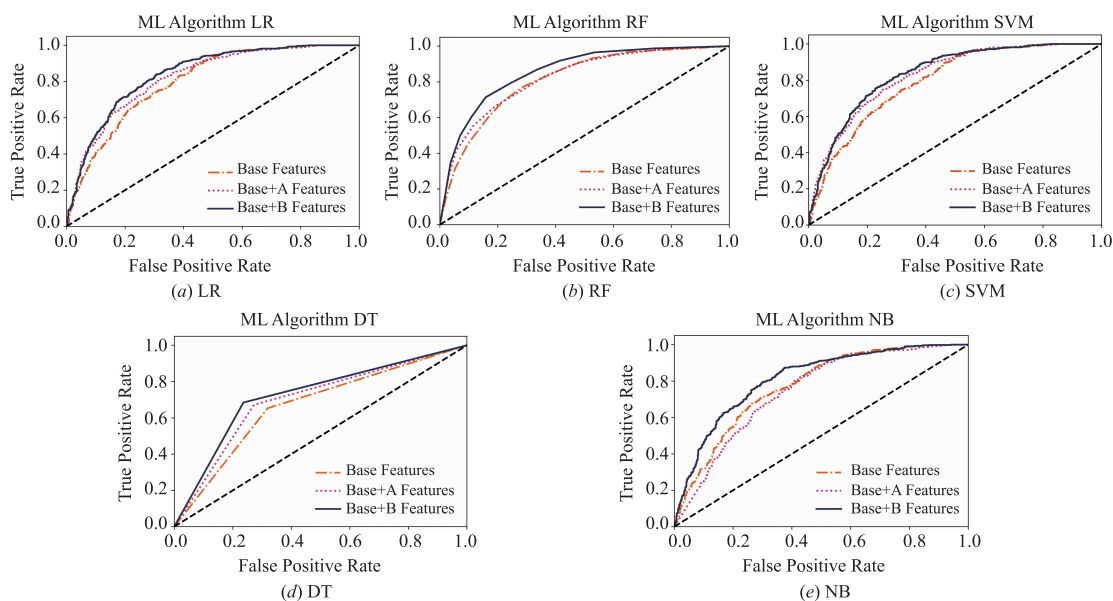 ML Algorithm LR
True Positive Rate
1.0
0.8
0.6
0.4
0.2
0.0
Base Features
Base+A Features
Base+B Features
0.0 0.2 0.4 0.6 0.8 1.0
False Positive Rate
(a) LR
ML Algorithm RF
True Positive Rate
1.0
0.8
0.6
0.4
0.2
0.0
Base Features
Base+A Features
Base+B Features
0.0 0.2 0.4 0.6 0.8 1.0
False Positive Rate
(b) RF
ML Algorithm SVM
True Positive Rate
1.0
0.8
0.6
0.4
0.2
0.0
Base Features
Base+A Features
Base+B Features
0.0 0.2 0.4 0.6 0.8 1.0
False Positive Rate
(c) SVM
ML Algorithm DT
True Positive Rate
1.0
0.8
0.6
0.4
0.2
0.0
Base Features
Base+A Features
Base+B Features
0.0 0.2 0.4 0.6 0.8 1.0
False Positive Rate
(d) DT
ML Algorithm NB
True Positive Rate
1.0
0.8
0.6
0.4
0.2
0.0
Base Features
Base+A Features
Base+B Features
0.0 0.2 0.4 0.6 0.8 1.0
False Positive Rate
(e) NB